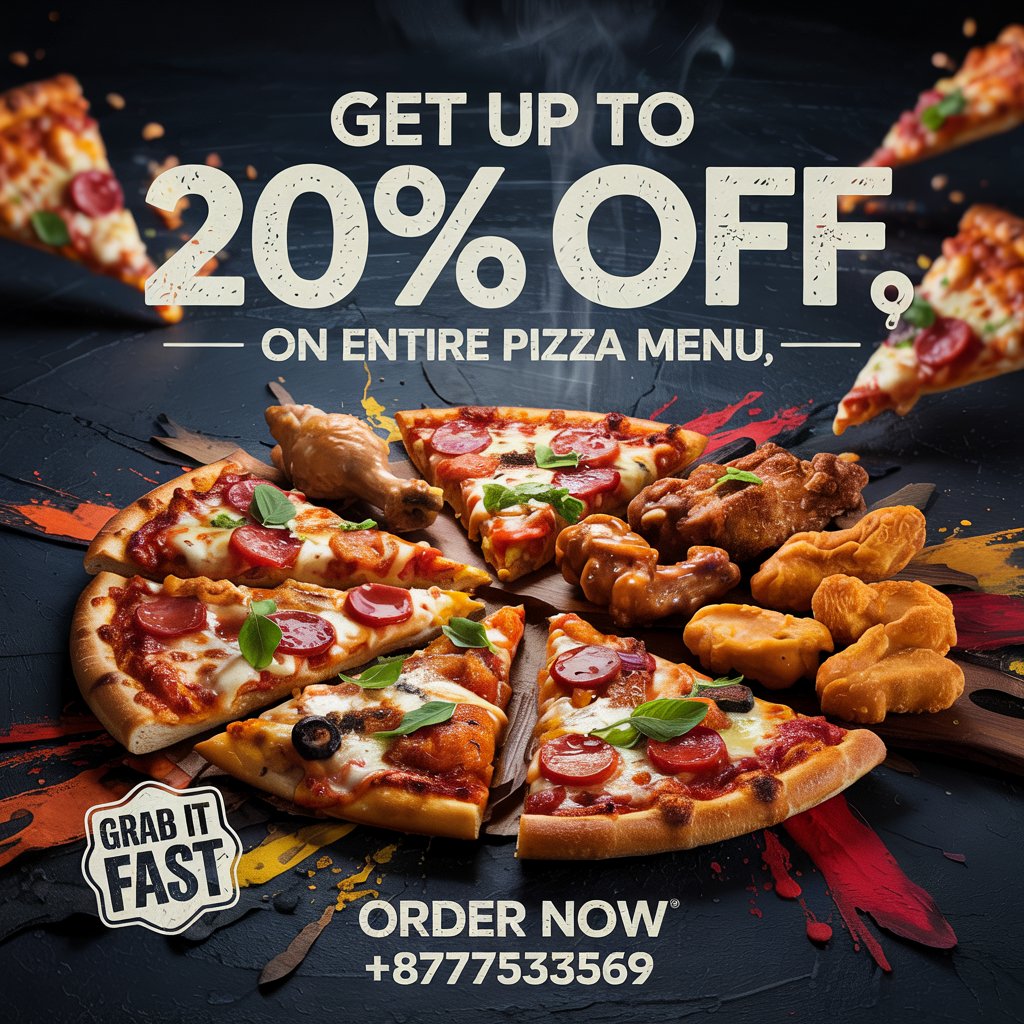 GET UP TO
20% OFF,
ON ENTIRE PIZZA MENU,
GRAB IT
FAST
ORDER NOW
+8777533569